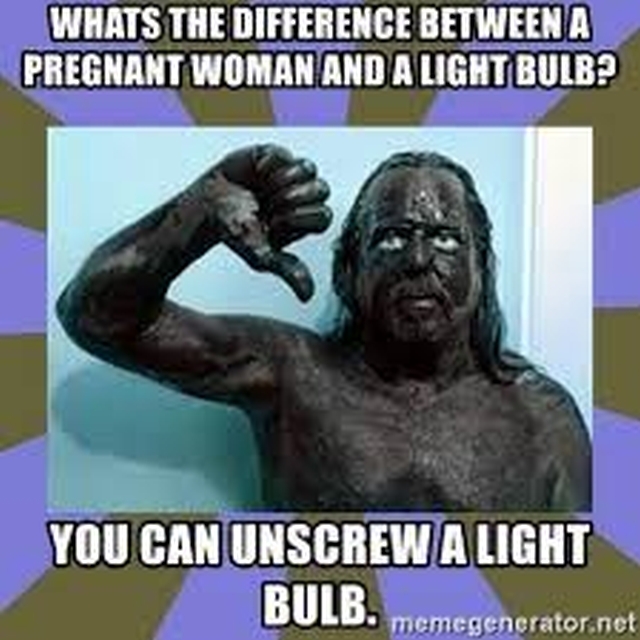 WHATS THE DIFFERENCE BETWEEN A
PREGNANT WOMAN AND A LIGHT BULB?
YOU CAN UNSCREW A LIGHT
BULB.
memegenerator.net